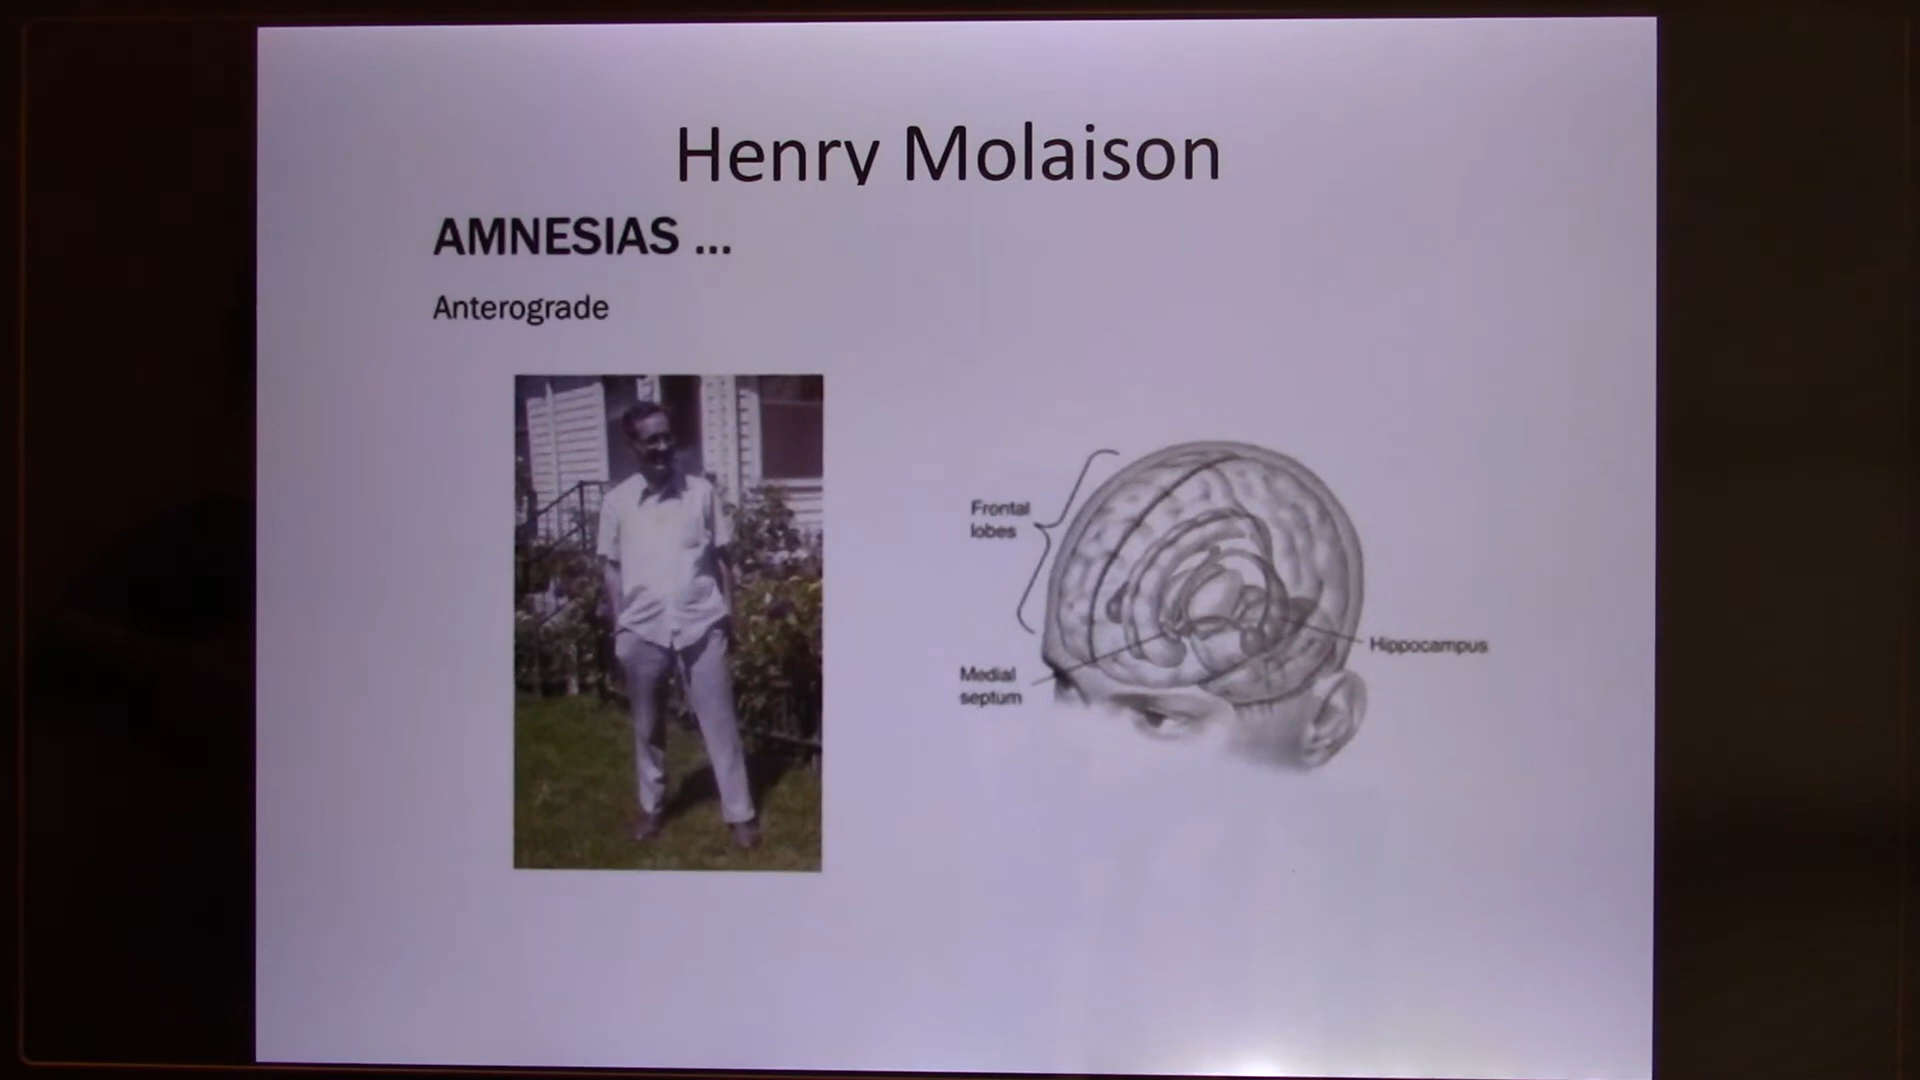 Henry Molaison
AMNESIAS ...
Anterograde
Frontal
lobes
Hippocampus
Medial
septum